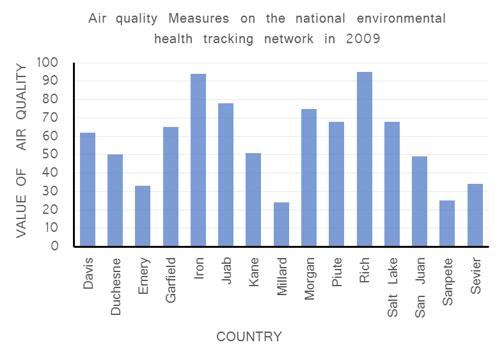 Air quality Measures on the national environmental
health tracking network in 2009
VALUE OF AIR QUALITY
100
90
80
70
60
50
40
30
20
10
0
Davis
Duchesne
Emery
Garfield
Iron
Juab
Kane
Millard
Morgan
Piute
Rich
Salt Lake
San Juan
Sanpete
Sevier
COUNTRY